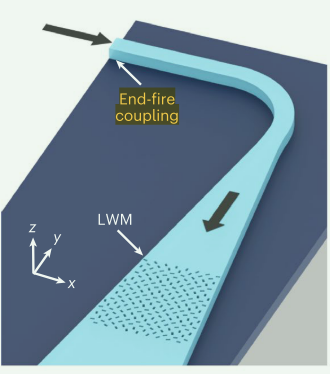 End-fire
coupling
LWM
z
y
x